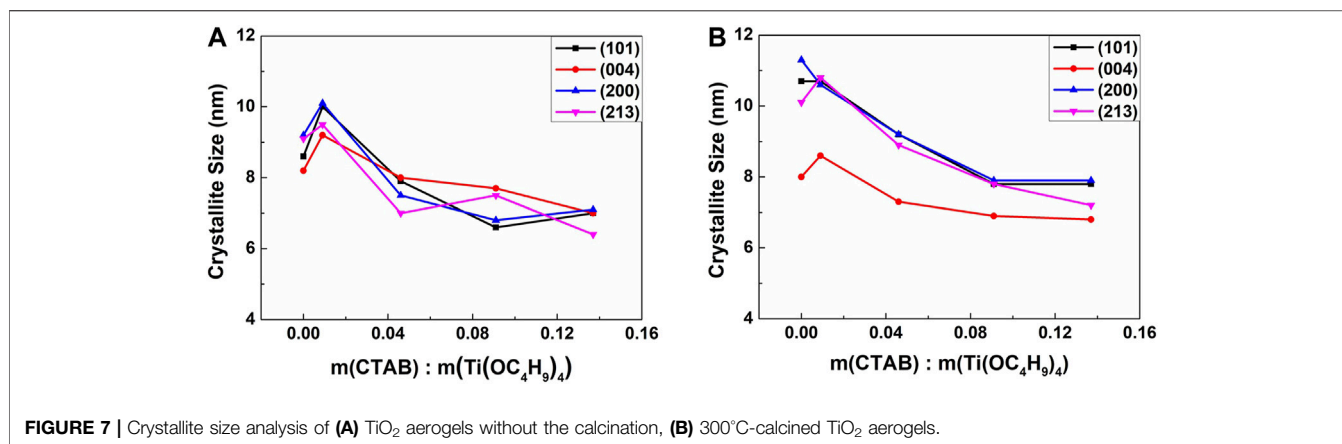 A
12
10
8
6
4
Crystallite Size (nm)
(101)
(004)
(200)
(213)
0.00 0.04 0.08 0.12 0.16
m(CTAB) : m(Ti(OC₄H₉)₄)
B
12
10
8
6
4
Crystallite Size (nm)
(101)
(004)
(200)
(213)
0.00 0.04 0.08 0.12 0.16
m(CTAB) : m(Ti(OC₄H₉)₄)
FIGURE 7 | Crystallite size analysis of (A) TiO₂ aerogels without the calcination, (B) 300°C-calcined TiO₂ aerogels.